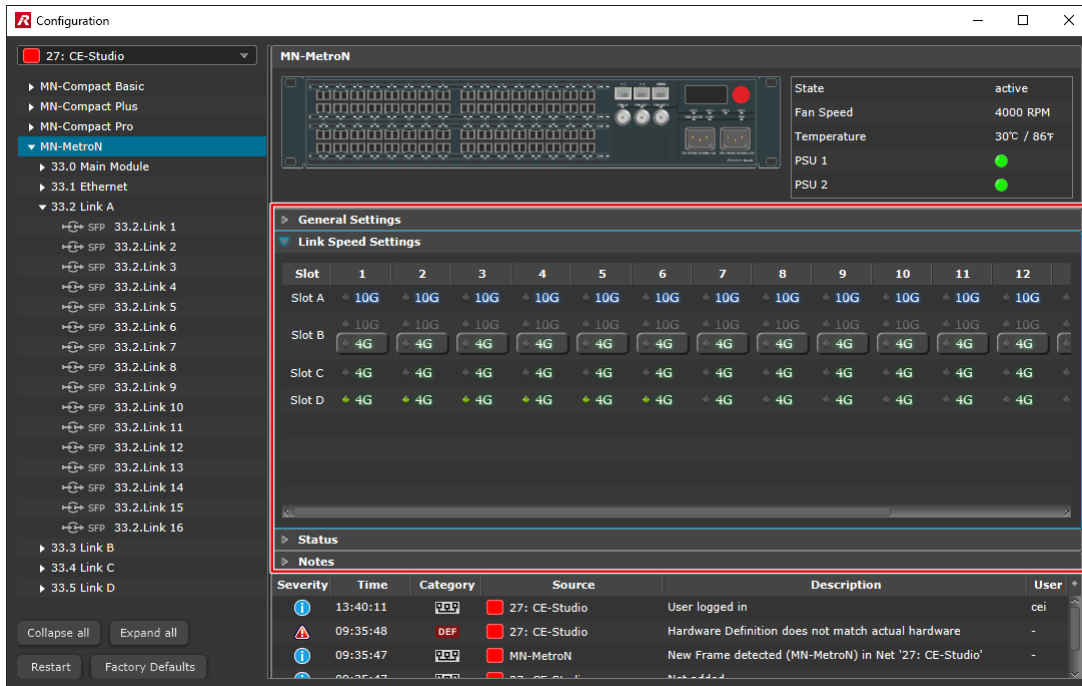 Configuration
27: CE-Studio
MN-Compact Basic
MN-Compact Plus
MN-Compact Pro
MN-MetroN
33.0 Main Module
33.1 Ethernet
33.2 Link A
SFP 33.2.Link 1
SFP 33.2.Link 2
SFP 33.2.Link 3
SFP 33.2.Link 4
SFP 33.2.Link 5
SFP 33.2.Link 6
SFP 33.2.Link 7
SFP 33.2.Link 8
SFP 33.2.Link 9
SFP 33.2.Link 10
SFP 33.2.Link 11
SFP 33.2.Link 12
SFP 33.2.Link 13
SFP 33.2.Link 14
SFP 33.2.Link 15
SFP 33.2.Link 16
33.3 Link B
33.4 Link C
33.5 Link D
Collapse all Expand all
Restart Factory Defaults
MN-MetroN
State active
Fan Speed 4000 RPM
Temperature 30℃ / 86℉
PSU 1
PSU 2
General Settings
Link Speed Settings
Slot 1 2 3 4 5 6 7 8 9 10 11 12
Slot A 10G 10G 10G 10G 10G 10G 10G 10G 10G 10G 10G 10G
10G 10G 10G 10G 10G 10G 10G 10G 10G 10G 10G 10G
Slot B 4G 4G 4G 4G 4G 4G 4G 4G 4G 4G 4G 4G
Slot C 4G 4G 4G 4G 4G 4G 4G 4G 4G 4G 4G 4G
Slot D 4G 4G 4G 4G 4G 4G 4G 4G 4G 4G 4G 4G
Status
Notes
Severity Time Category Source Description User +
13:40:11 27: CE-Studio User logged in cei
09:35:48 DEF 27: CE-Studio Hardware Definition does not match actual hardware -
09:35:47 MN-MetroN New Frame detected (MN-MetroN) in Net '27: CE-Studio' -